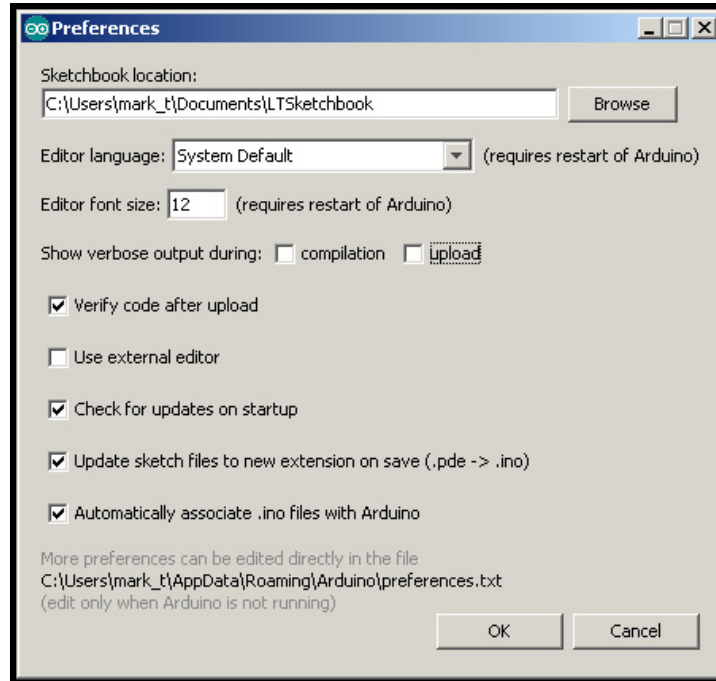 Preferences
Sketchbook location:
C:\Users\mark_t\Documents\LTSketchbook
Browse
Editor language: System Default (requires restart of Arduino)
Editor font size: 12 (requires restart of Arduino)
Show verbose output during: compilation upload
Verify code after upload
Use external editor
Check for updates on startup
Update sketch files to new extension on save (.pde -> .ino)
Automatically associate .ino files with Arduino
More preferences can be edited directly in the file
C:\Users\mark_t\AppData\Roaming\Arduino\preferences.txt
(edit only when Arduino is not running)
OK Cancel